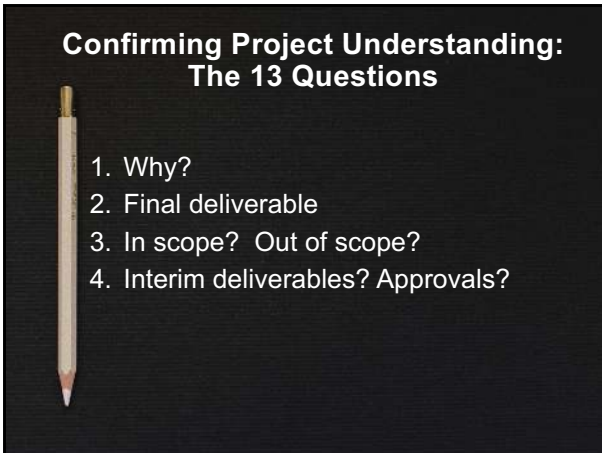 Confirming Project Understanding:
The 13 Questions
1. Why?
2. Final deliverable
3. In scope? Out of scope?
4. Interim deliverables? Approvals?